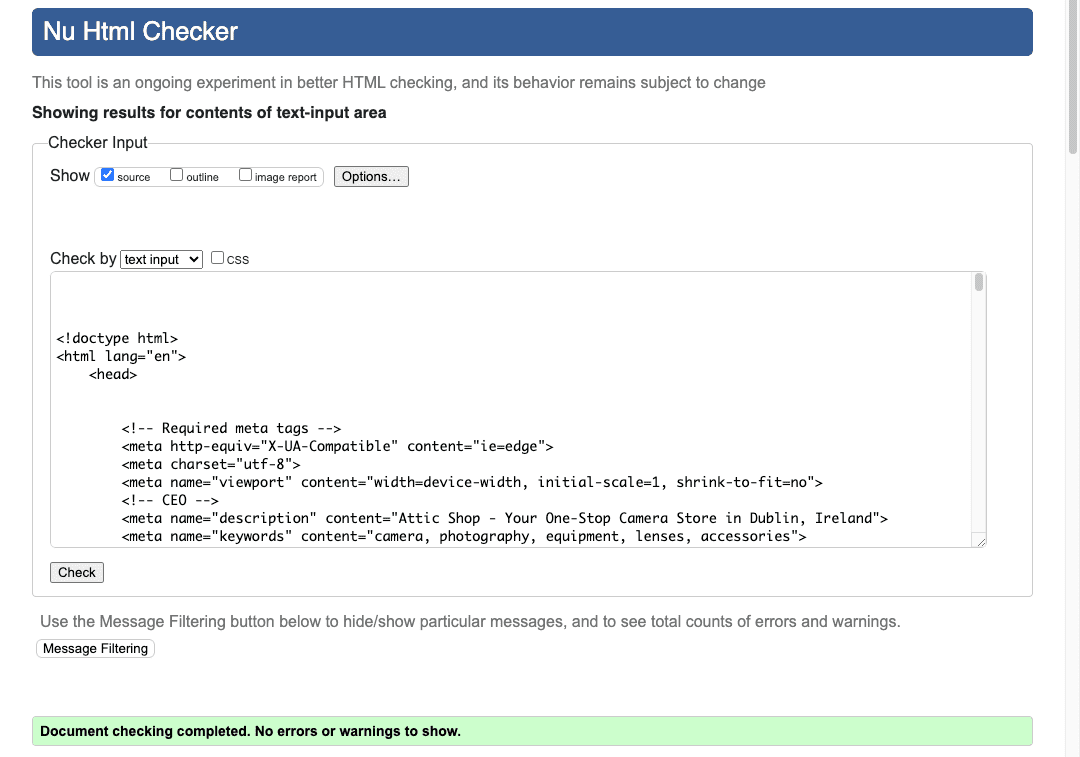 Nu Html Checker
This tool is an ongoing experiment in better HTML checking, and its behavior remains subject to change
Showing results for contents of text-input area
Checker Input
Show source outline image report Options...
Check by text input css
<!doctype html>
<html lang="en">
<head>
<!-- Required meta tags -->
<meta http-equiv="X-UA-Compatible" content="ie=edge">
<meta charset="utf-8">
<meta name="viewport" content="width=device-width, initial-scale=1, shrink-to-fit=no">
<!-- CEO -->
<meta name="description" content="Attic Shop - Your One-Stop Camera Store in Dublin, Ireland">
<meta name="keywords" content="camera, photography, equipment, lenses, accessories">
Check
Use the Message Filtering button below to hide/show particular messages, and to see total counts of errors and warnings.
Message Filtering
Document checking completed. No errors or warnings to show.